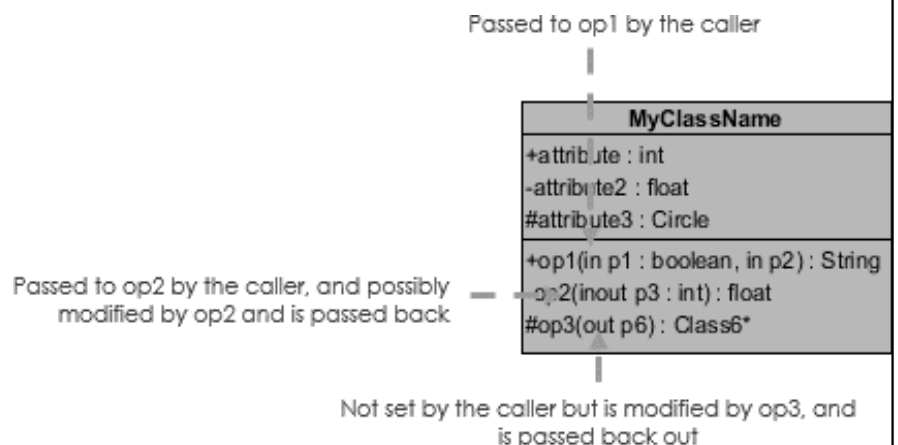 Passed to op1 by the caller
MyClassName
+attribute : int
-attribute2 : float
#attribute3 : Circle
+op1(in p1 : boolean, in p2) : String
Passed to op2 by the caller, and possibly
modified by op2 and is passed back
-op2(inout p3 : int) : float
#op3(out p6) : Class6*
Not set by the caller but is modified by op3, and
is passed back out